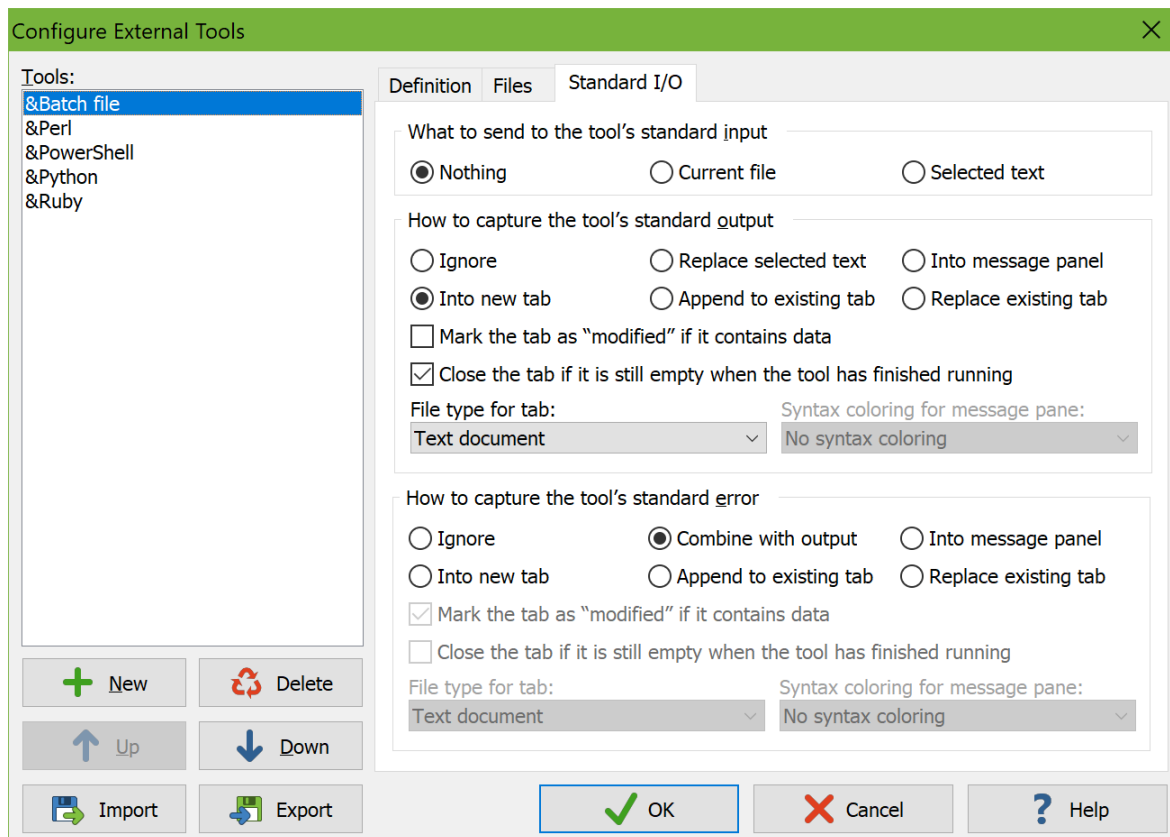 Configure External Tools
Tools:
&Batch file
&Perl
&PowerShell
&Python
&Ruby
New
Delete
Up
Down
Import
Export
Definition
Files
Standard I/O
What to send to the tool’s standard input
Nothing
Current file
Selected text
How to capture the tool’s standard output
Ignore
Replace selected text
Into message panel
Into new tab
Append to existing tab
Replace existing tab
Mark the tab as “modified” if it contains data
Close the tab if it is still empty when the tool has finished running
File type for tab:
Syntax coloring for message pane:
Text document
No syntax coloring
How to capture the tool’s standard error
Ignore
Combine with output
Into message panel
Into new tab
Append to existing tab
Replace existing tab
Mark the tab as “modified” if it contains data
Close the tab if it is still empty when the tool has finished running
File type for tab:
Syntax coloring for message pane:
Text document
No syntax coloring
OK
Cancel
Help